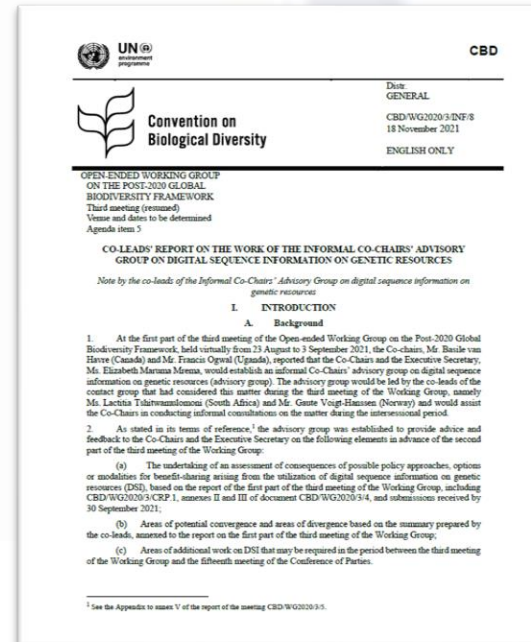 UN
environment
programme
CBD
Distr.
GENERAL
CBD/WG2020/3/INF/8
18 November 2021
ENGLISH ONLY
Convention on
Biological Diversity
OPEN-ENDED WORKING GROUP
ON THE POST-2020 GLOBAL
BIODIVERSITY FRAMEWORK
Third meeting (resumed)
Venue and dates to be determined
Agenda item 5
CO-LEADS' REPORT ON THE WORK OF THE INFORMAL CO-CHAIRS' ADVISORY
GROUP ON DIGITAL SEQUENCE INFORMATION ON GENETIC RESOURCES
Note by the co-leads of the Informal Co-Chairs' Advisory Group on digital sequence information on
genetic resources
I. INTRODUCTION
A. Background
1. At the first part of the third meeting of the Open-ended Working Group on the Post-2020 Global
Biodiversity Framework, held virtually from 23 August to 3 September 2021, the Co-chairs, Mr. Basile van
Havre (Canada) and Mr. Francis Ogwal (Uganda), reported that the Co-Chairs and the Executive Secretary,
Ms. Elizabeth Maruma Mrema, would establish an informal Co-Chairs' advisory group on digital sequence
information on genetic resources (advisory group). The advisory group would be led by the co-leads of the
contact group that had considered this matter during the third meeting of the Working Group, namely
Ms. Lactitia Tshitwamulomoni (South Africa) and Mr. Gaute Voigt-Hanssen (Norway) and would assist
the Co-Chairs in conducting informal consultations on the matter during the intersessional period.
2. As stated in its terms of reference,1 the advisory group was established to provide advice and
feedback to the Co-Chairs and the Executive Secretary on the following elements in advance of the second
part of the third meeting of the Working Group:
(a) The undertaking of an assessment of consequences of possible policy approaches, options
or modalities for benefit-sharing arising from the utilization of digital sequence information on genetic
resources (DSI), based on the report of the first part of the third meeting of the Working Group, including
CBD/WG2020/3/CRP.1, annexes II and III of document CBD/WG2020/3/4, and submissions received by
30 September 2021;
(b) Areas of potential convergence and areas of divergence based on the summary prepared by
the co-leads, annexed to the report on the first part of the third meeting of the Working Group;
(c) Areas of additional work on DSI that may be required in the period between the third meeting
of the Working Group and the fifteenth meeting of the Conference of Parties.
1 See the Appendix to annex V of the report of the meeting CBD/WG2020/3/5.